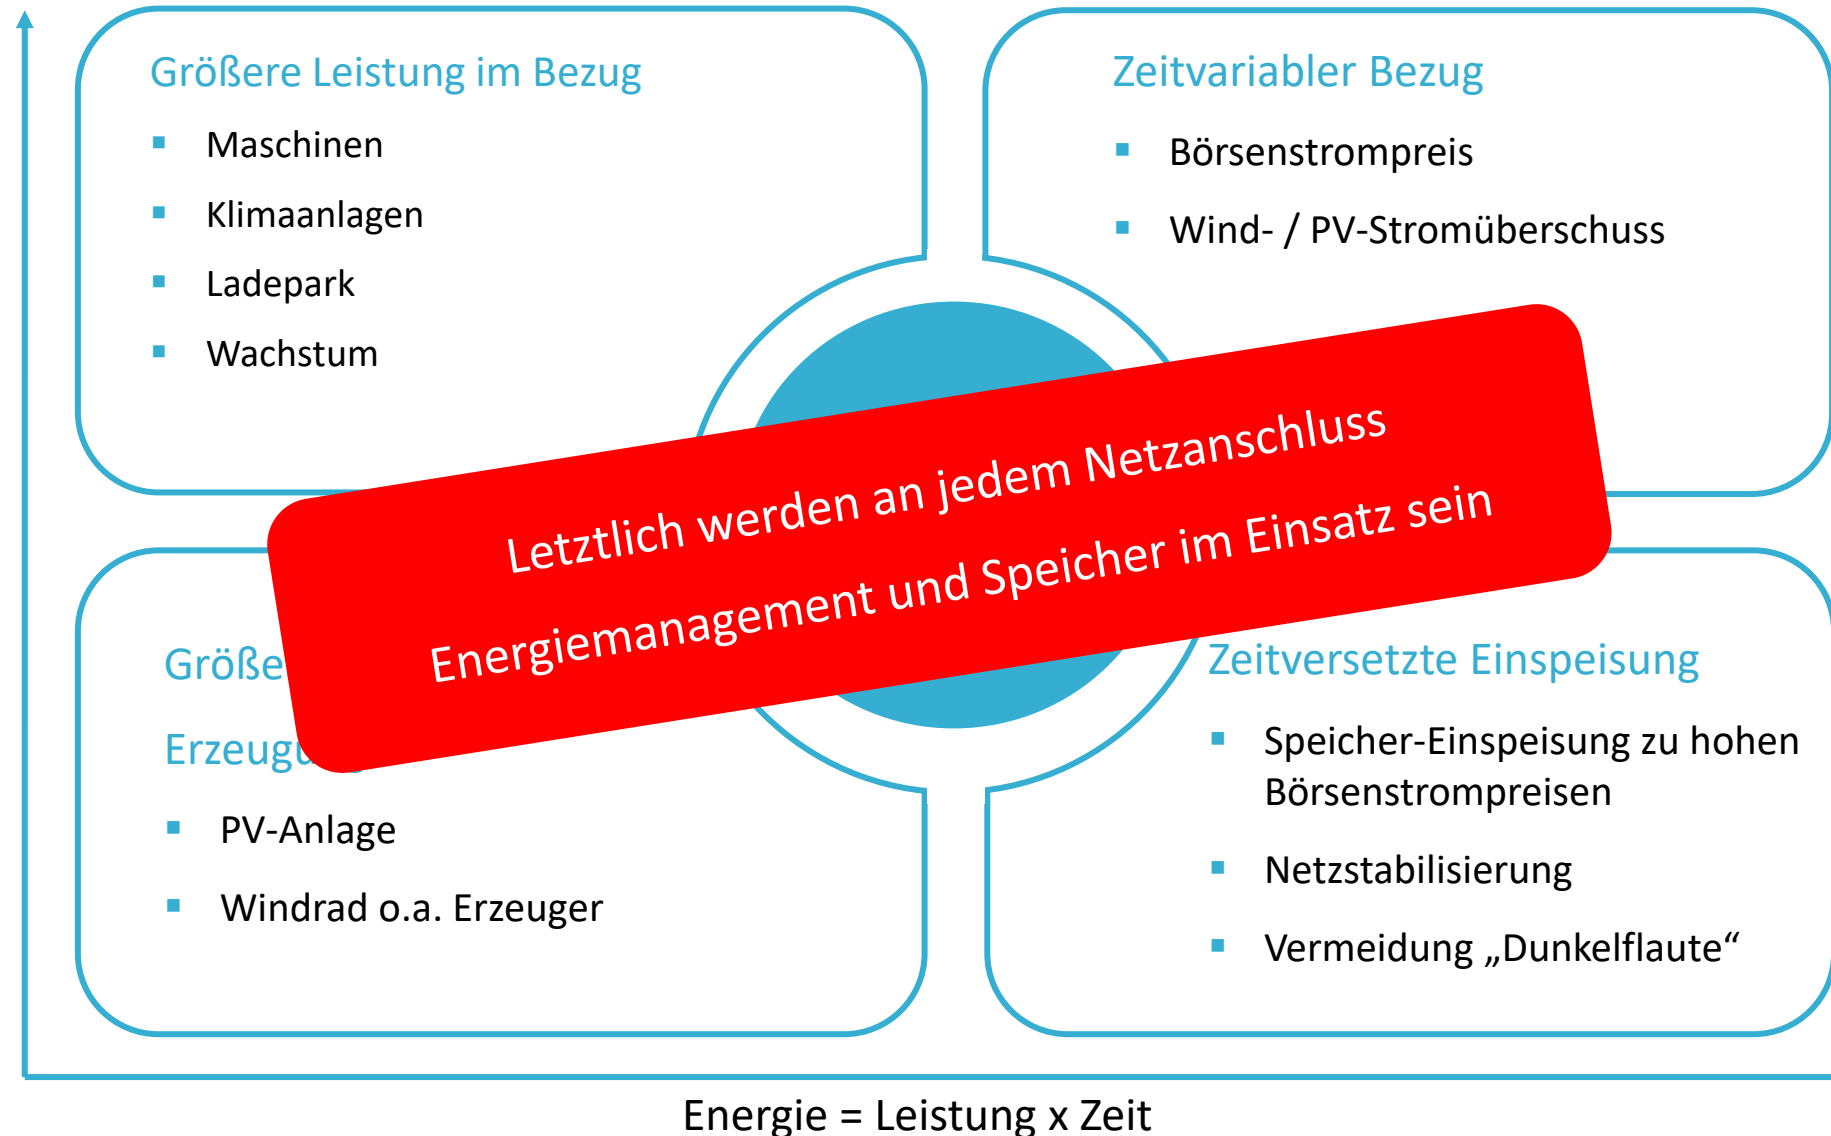 Größere Leistung im Bezug
Maschinen
Klimaanlagen
Ladepark
Wachstum
Zeitvariabler Bezug
Börsenstrompreis
Wind- / PV-Stromüberschuss
Letztlich werden an jedem Netzanschluss
Energiemanagement und Speicher im Einsatz sein
PV-Anlage
Windrad o.a. Erzeuger
Zeitversetzte Einspeisung
Speicher-Einspeisung zu hohen
Börsenstrompreisen
Netzstabilisierung
Vermeidung „Dunkelflaute“
Energie = Leistung x Zeit